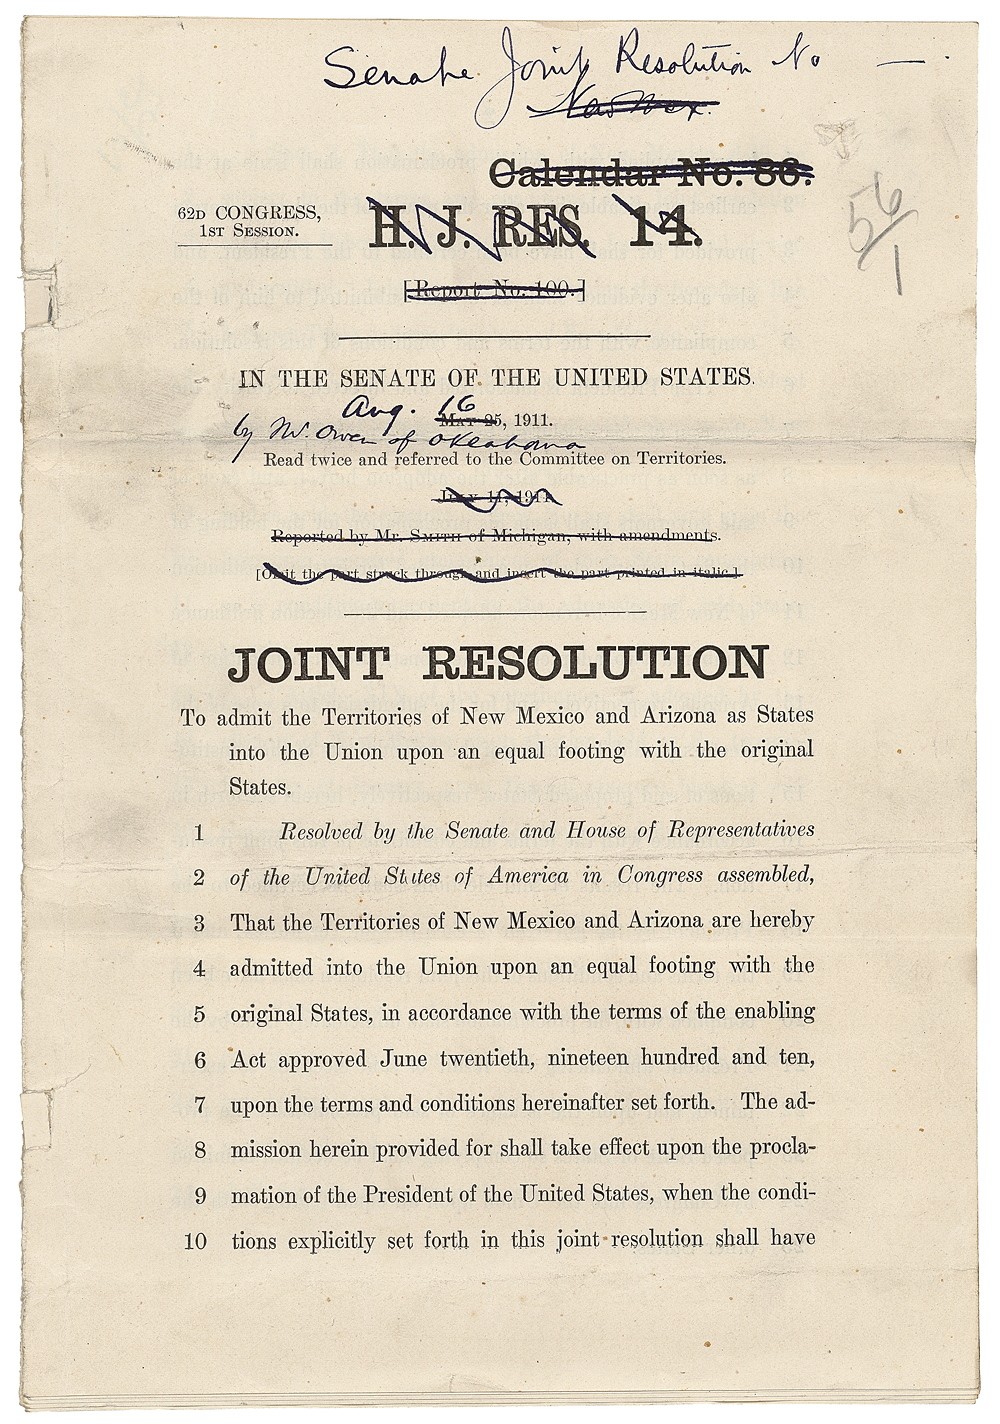 Senate Joint Resolution No —.
New Mex.
Calendar No. 86.
62D CONGRESS,
1ST SESSION.
H. J. RES. 14.
[Report No. 100.]
56/1
IN THE SENATE OF THE UNITED STATES.
Aug. 16
MAY 25, 1911.
by Mr. Owen of Oklahoma
Read twice and referred to the Committee on Territories.
JULY 11, 1911.
Reported by Mr. SMITH of Michigan, with amendments.
[Omit the part struck through and insert the part printed in italic.]
JOINT RESOLUTION
To admit the Territories of New Mexico and Arizona as States
into the Union upon an equal footing with the original
States.
1 Resolved by the Senate and House of Representatives
2 of the United States of America in Congress assembled,
3 That the Territories of New Mexico and Arizona are hereby
4 admitted into the Union upon an equal footing with the
5 original States, in accordance with the terms of the enabling
6 Act approved June twentieth, nineteen hundred and ten,
7 upon the terms and conditions hereinafter set forth. The ad-
8 mission herein provided for shall take effect upon the procla-
9 mation of the President of the United States, when the condi-
10 tions explicitly set forth in this joint resolution shall have